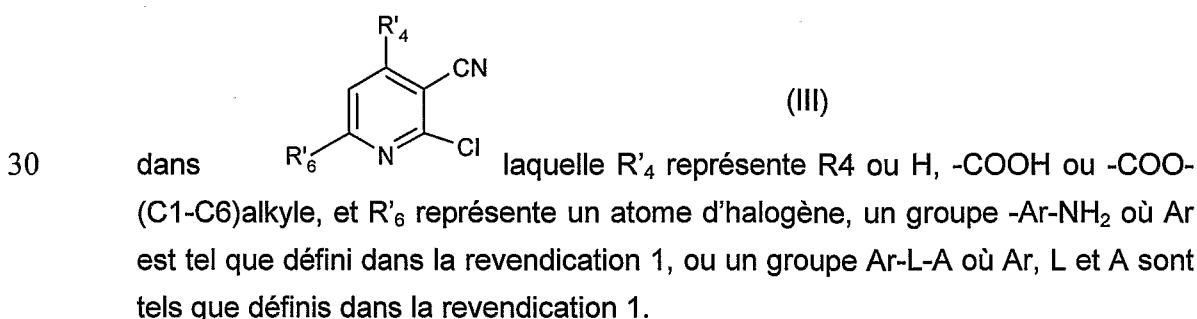 R'4
CN
(III)
R'6 N Cl
30 dans laquelle R'4 représente R4 ou H, -COOH ou -COO-
(C1-C6)alkyle, et R'6 représente un atome d'halogène, un groupe -Ar-NH2 où Ar
est tel que défini dans la revendication 1, ou un groupe Ar-L-A où Ar, L et A sont
tels que définis dans la revendication 1.